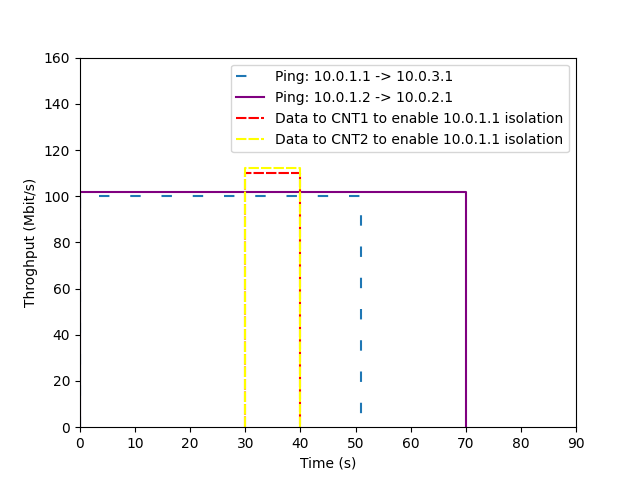 160
140
120
100
80
60
40
20
0
Throghput (Mbit/s)
Ping: 10.0.1.1 -> 10.0.3.1
Ping: 10.0.1.2 -> 10.0.2.1
Data to CNT1 to enable 10.0.1.1 isolation
Data to CNT2 to enable 10.0.1.1 isolation
0 10 20 30 40 50 60 70 80 90
Time (s)